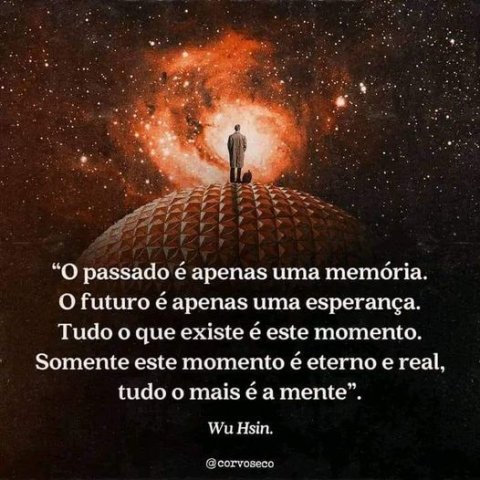 “O passado é apenas uma memória.
O futuro é apenas uma esperança.
Tudo o que existe é este momento.
Somente este momento é eterno e real,
tudo o mais é a mente”.
Wu Hsin.
@corvoseco